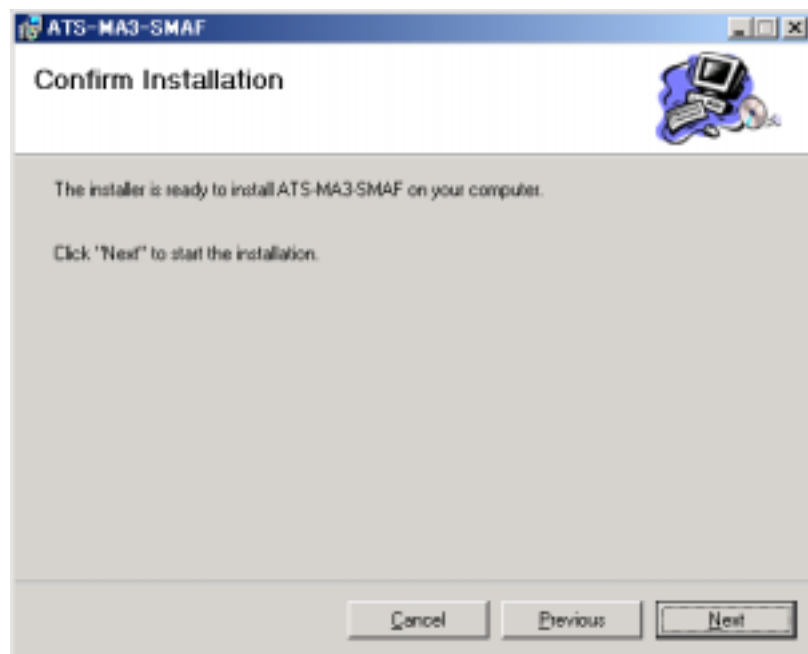 ATS-MA3-SMAF
Confirm Installation
The installer is ready to install ATS-MA3-SMAF on your computer.
Click "Next" to start the installation.
Cancel Previous Next